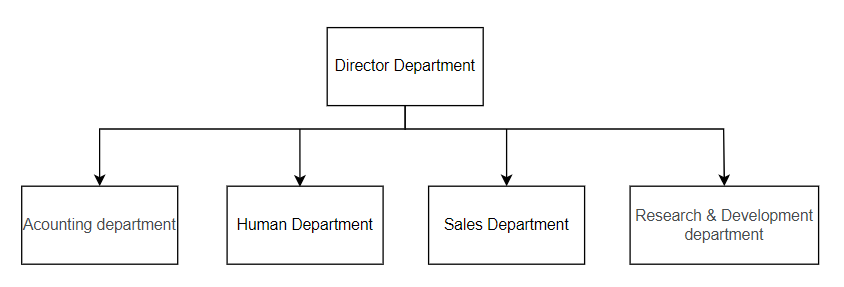 Director Department
Acounting department
Human Department
Sales Department
Research & Development
department